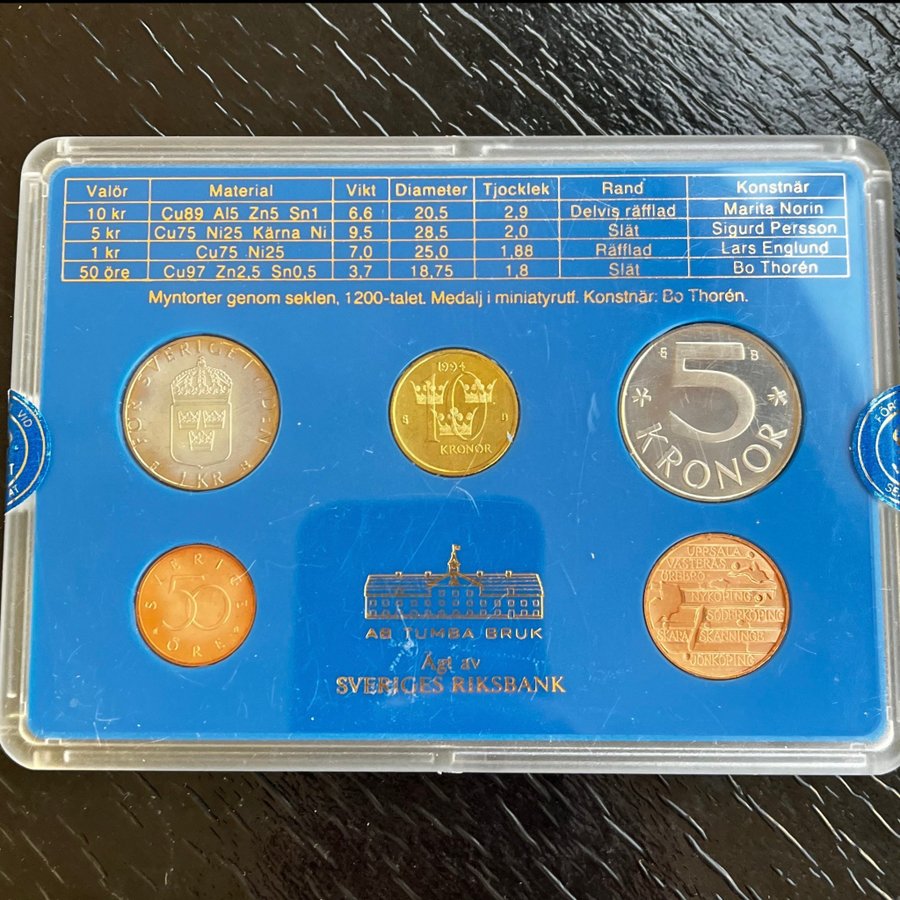 Valör Material Vikt Diameter Tjocklek Rand Konstnär
10 kr Cu89 Al5 Zn5 Sn1 6,6 20,5 2,9 Delvis räfflad Marita Norin
5 kr Cu75 Ni25 Kärna Ni 9,5 28,5 2,0 Slät Sigurd Persson
1 kr Cu75 Ni25 7,0 25,0 1,88 Räfflad Lars Englund
50 öre Cu97 Zn2,5 Sn0,5 3,7 18,75 1,8 Slät Bo Thorén
Myntorter genom seklen, 1200-talet. Medalj i miniatyrutf. Konstnär: Bo Thorén.
FÖR SVERIGE I TIDEN
1 KR
1994
10
KRONOR
B
5
KRONOR
VID
FÖR
50
ÖRE
AB TUMBA BRUK
Ägt av
SVERIGES RIKSBANK
UPPSALA
VÄSTERÅS
ÖREBRO
NYKÖPING
SÖDERKÖPING
SKARA SKÄNNINGE
JÖNKÖPING